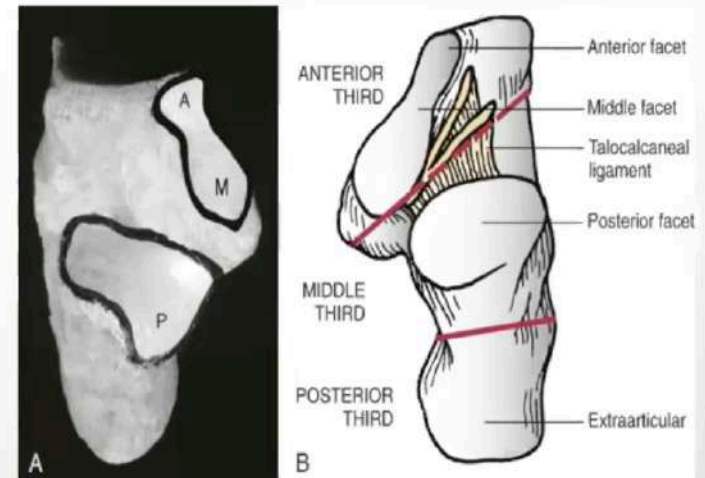 A
M
P
A
ANTERIOR
THIRD
MIDDLE
THIRD
POSTERIOR
THIRD
B
Anterior facet
Middle facet
Talocalcaneal
ligament
Posterior facet
Extraarticular